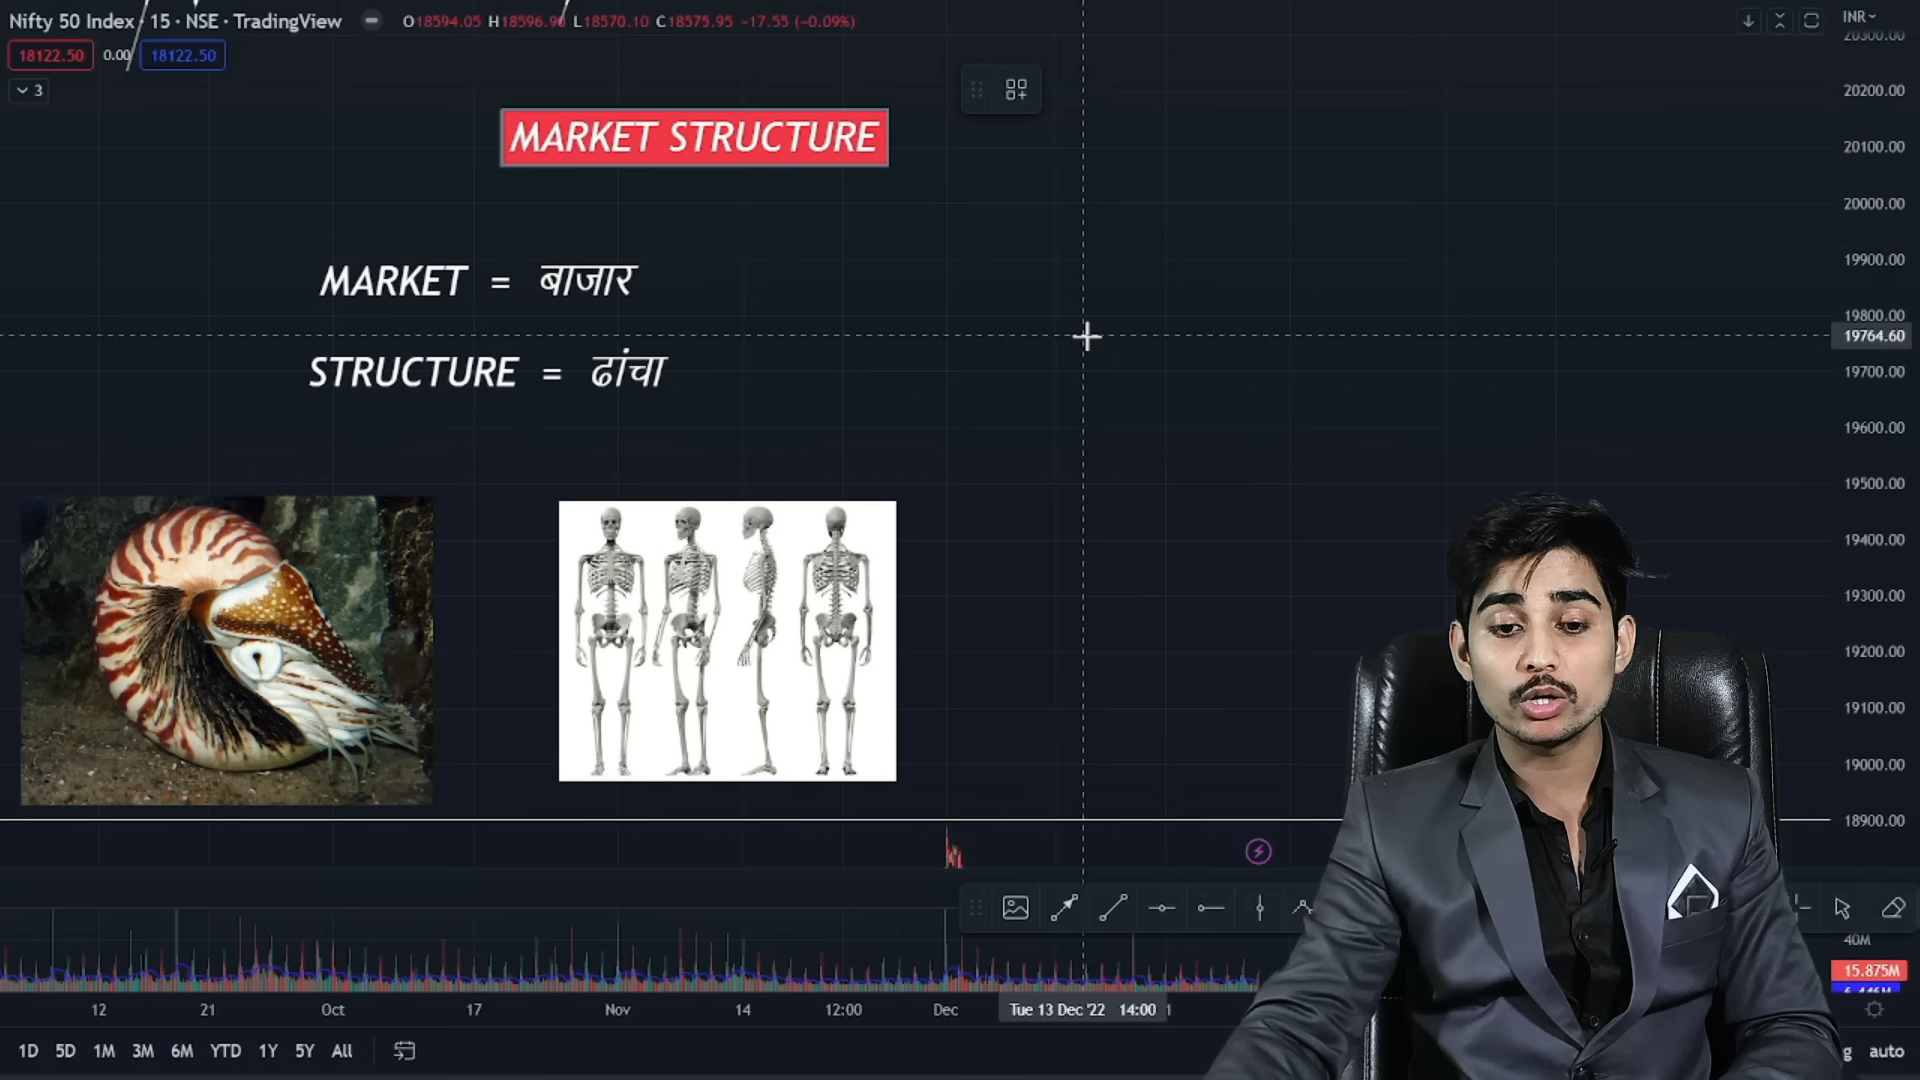 Nifty 50 Index · 15 · NSE · TradingView O18594.05 H18596.90 L18570.10 C18575.95 −17.55 (−0.09%) INR
18122.50 0.00 18122.50
3
MARKET STRUCTURE
MARKET = बाजार
STRUCTURE = ढांचा
20300.00
20200.00
20100.00
20000.00
19900.00
19800.00
19764.60
19700.00
19600.00
19500.00
19400.00
19300.00
19200.00
19100.00
19000.00
18900.00
40M
15.875M
12 21 Oct 17 Nov 14 12:00 Dec Tue 13 Dec '22 14:00
1D 5D 1M 3M 6M YTD 1Y 5Y All g auto